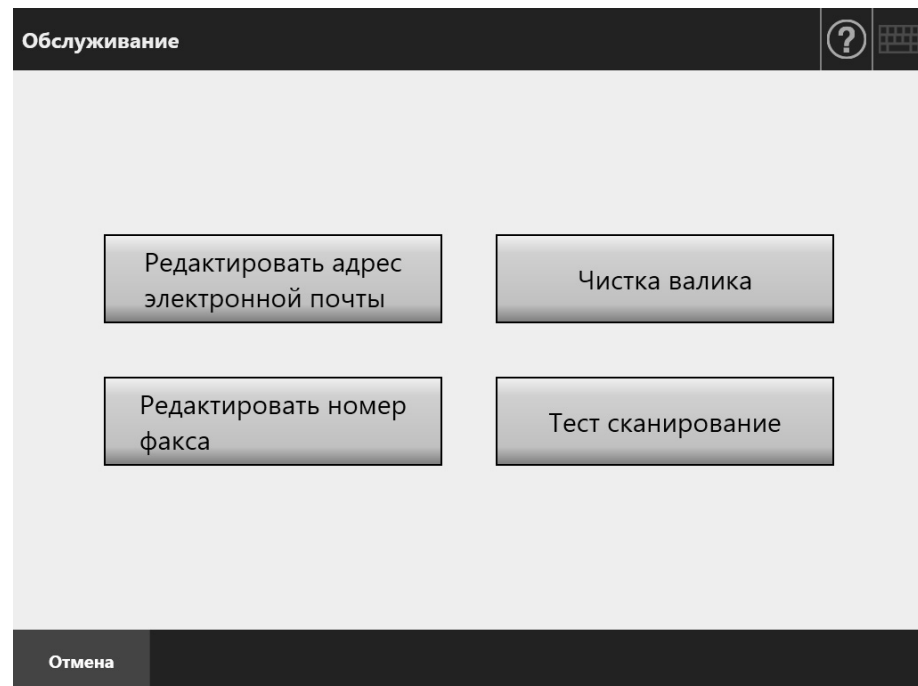 Обслуживание
Редактировать адрес
электронной почты
Чистка валика
Редактировать номер
факса
Тест сканирование
Отмена